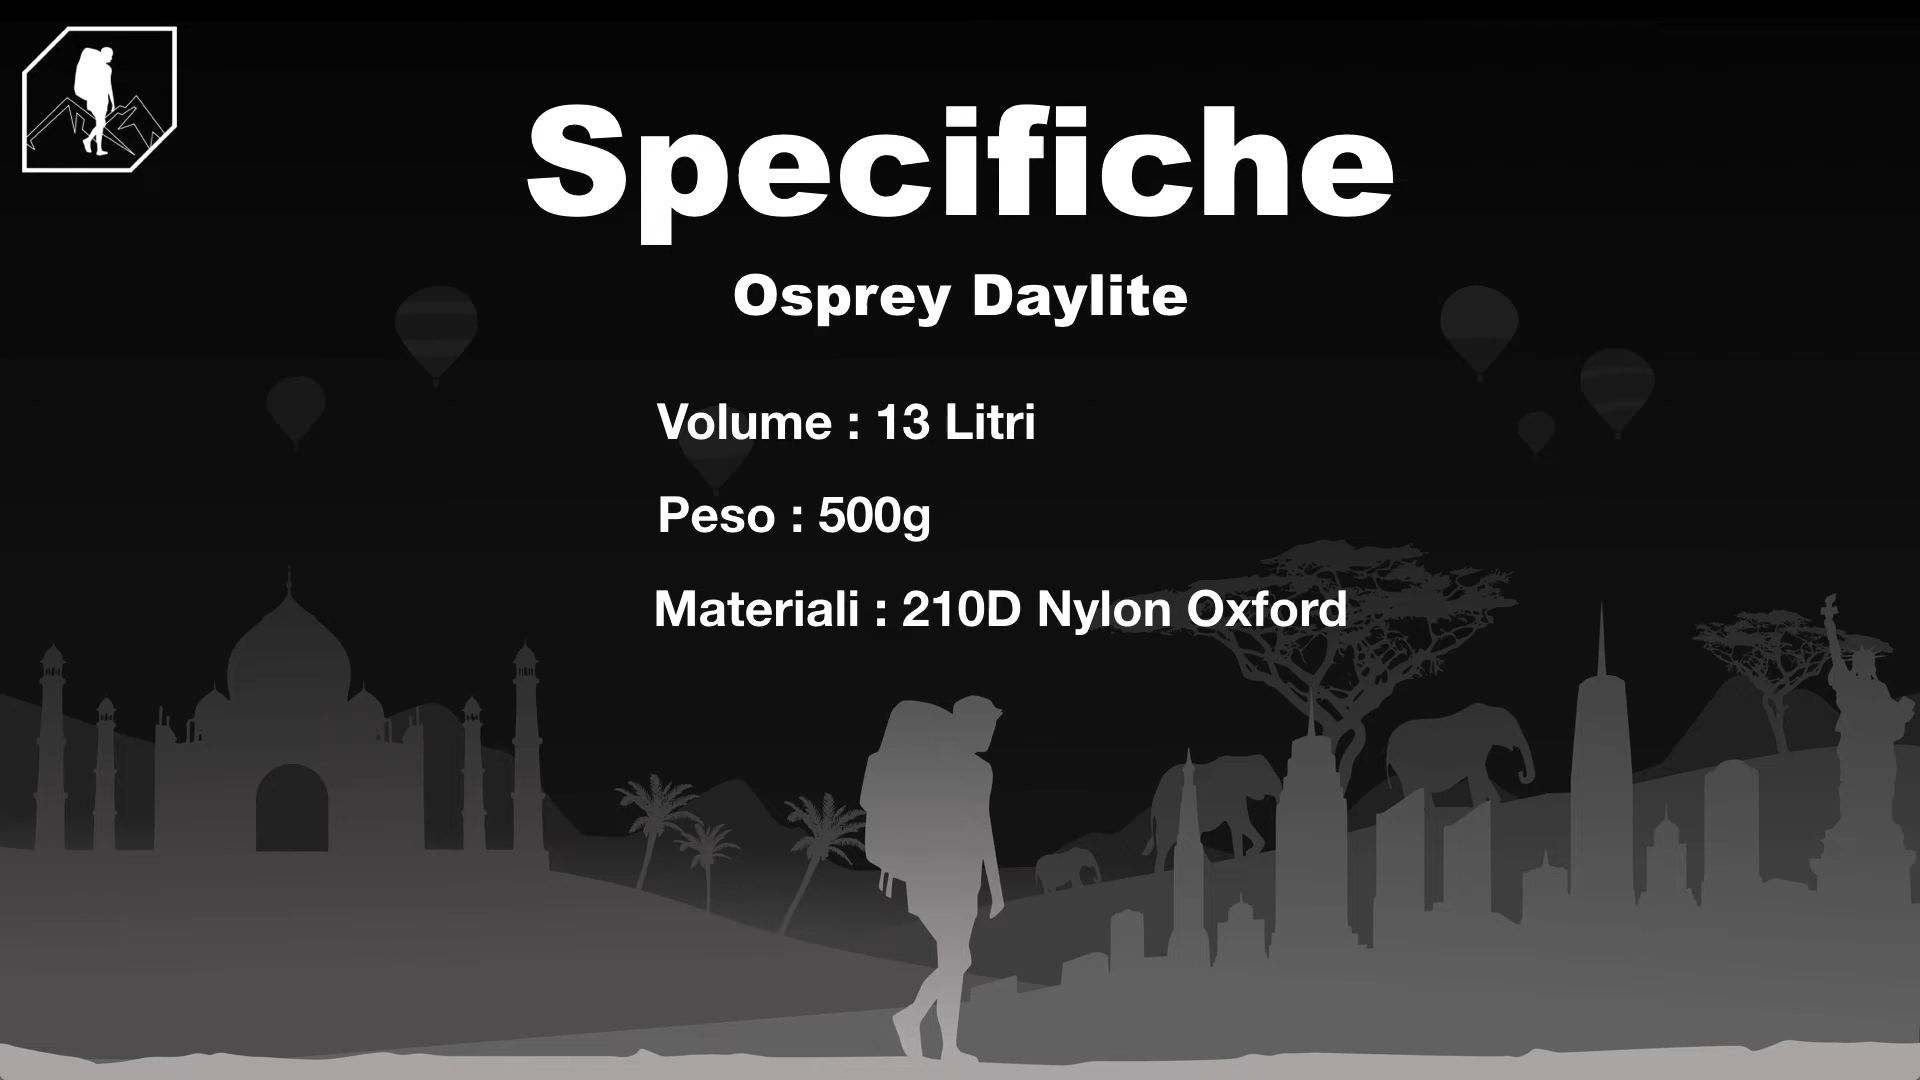 Specifiche
Osprey Daylite
Volume : 13 Litri
Peso : 500g
Materiali : 210D Nylon Oxford